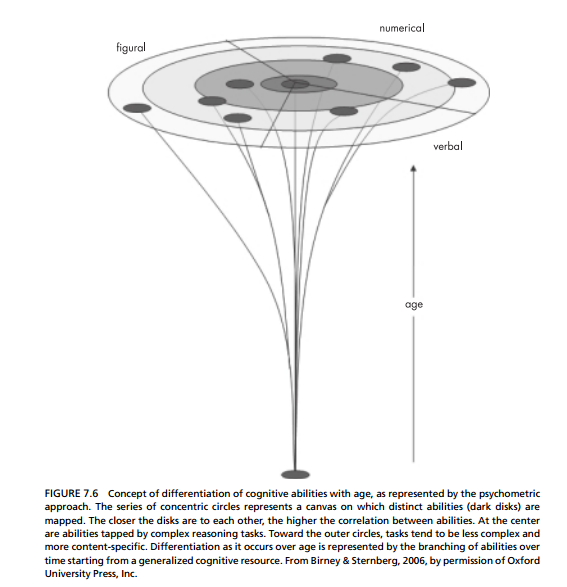 numerical
figural
verbal
age
FIGURE 7.6 Concept of differentiation of cognitive abilities with age, as represented by the psychometric
approach. The series of concentric circles represents a canvas on which distinct abilities (dark disks) are
mapped. The closer the disks are to each other, the higher the correlation between abilities. At the center
are abilities tapped by complex reasoning tasks. Toward the outer circles, tasks tend to be less complex and
more content-specific. Differentiation as it occurs over age is represented by the branching of abilities over
time starting from a generalized cognitive resource. From Birney & Sternberg, 2006, by permission of Oxford
University Press, Inc.